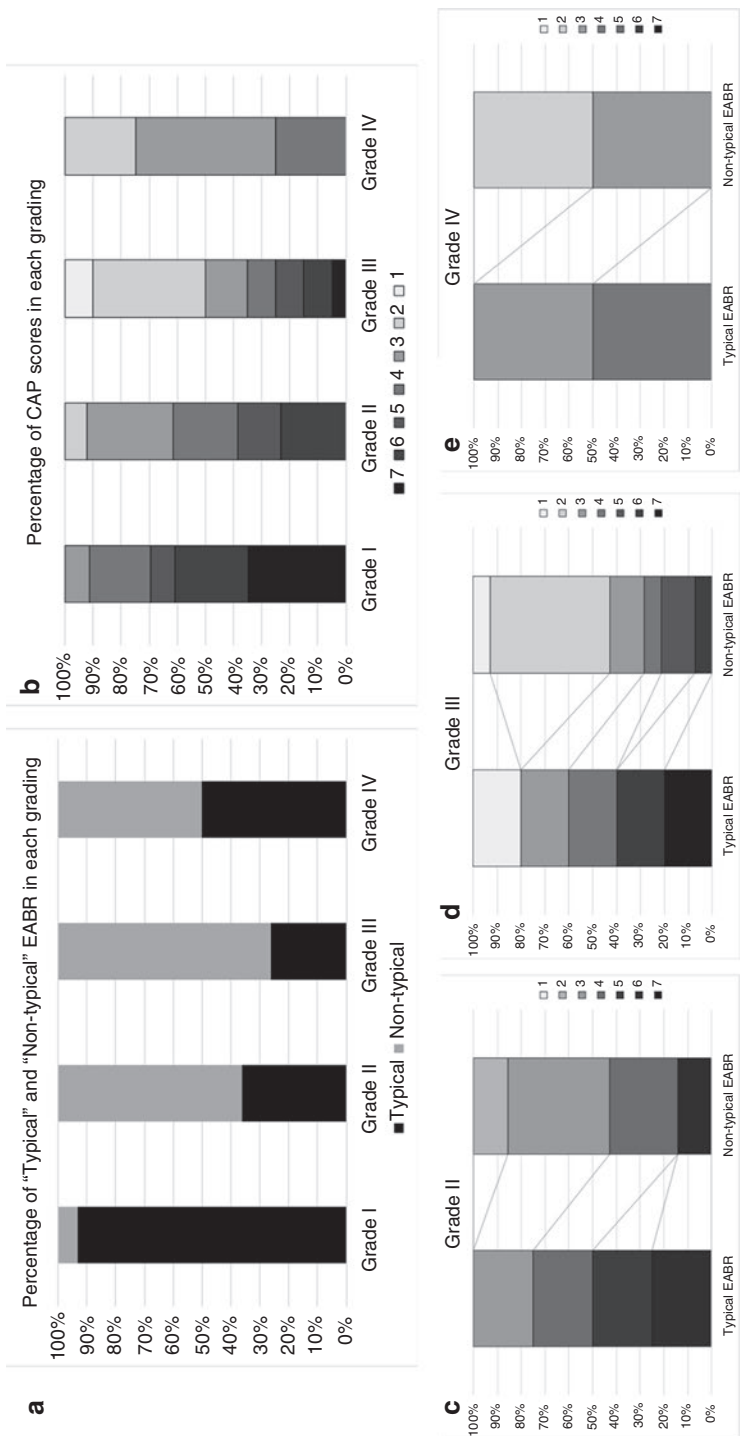 a
Percentage of "Typical" and "Non-typical" EABR in each grading
100%
90%
80%
70%
60%
50%
40%
30%
20%
10%
0%
Grade I
Grade II
Grade III
Grade IV
Typical
Non-typical
b
Percentage of CAP scores in each grading
100%
90%
80%
70%
60%
50%
40%
30%
20%
10%
0%
Grade I
Grade II
Grade III
Grade IV
7 6 5 4 3 2 1
c
Grade II
100%
90%
80%
70%
60%
50%
40%
30%
20%
10%
0%
Typical EABR
Non-typical EABR
1
2
3
4
5
6
7
d
Grade III
100%
90%
80%
70%
60%
50%
40%
30%
20%
10%
0%
Typical EABR
Non-typical EABR
1
2
3
4
5
6
7
e
Grade IV
100%
90%
80%
70%
60%
50%
40%
30%
20%
10%
0%
Typical EABR
Non-typical EABR
1
2
3
4
5
6
7